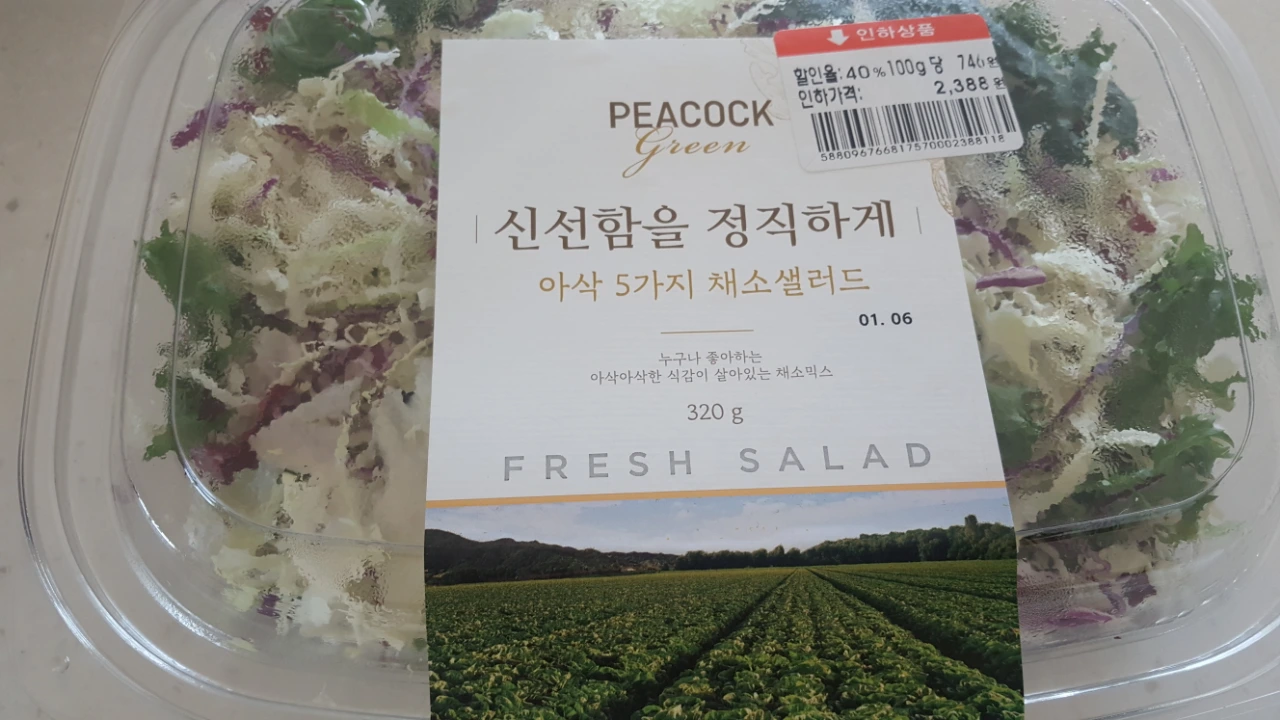 인하상품
할인율: 40% 100g 당 746원
인하가격: 2,388원
5880967668175700023881​18
PEACOCK
Green
신선함을 정직하게
아삭 5가지 채소샐러드
01. 06
누구나 좋아하는
아삭아삭한 식감이 살아있는 채소믹스
320 g
FRESH SALAD